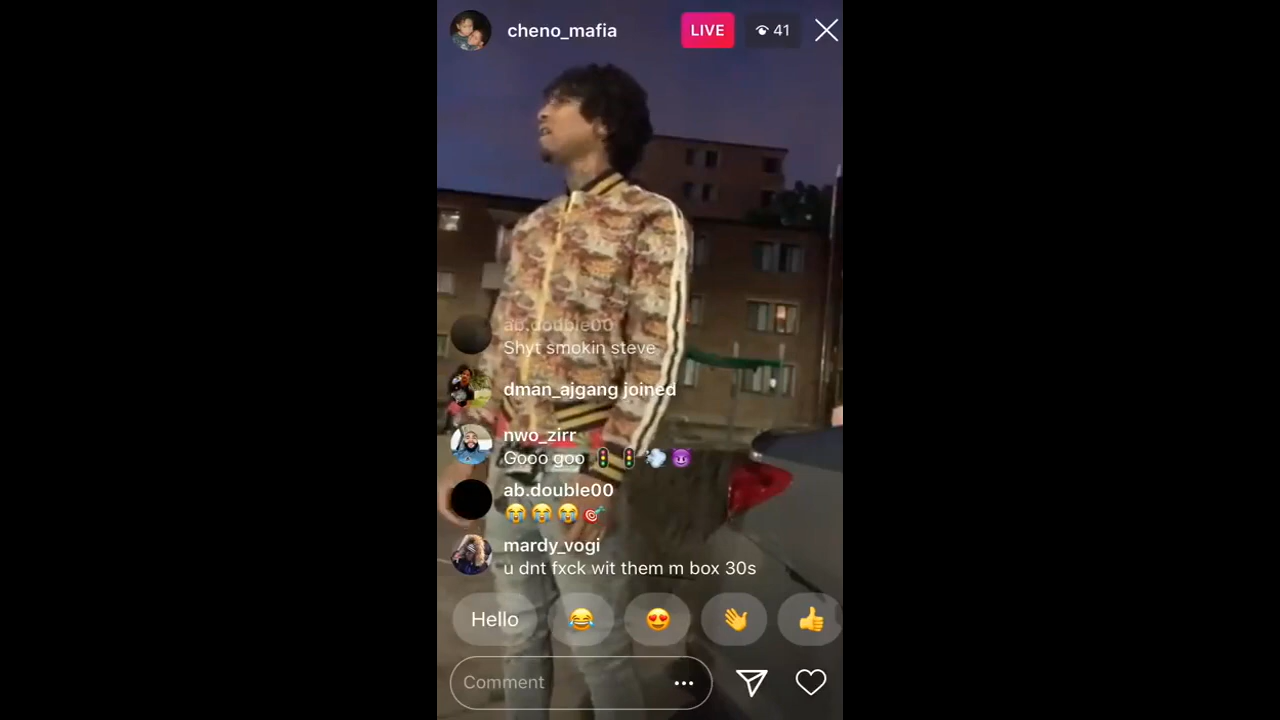 cheno_mafia
LIVE
41
ab.double00
Shyt smokin steve
dman_ajgang joined
nwo_zirr
Gooo goo 🚦🚦💨😈
ab.double00
😭😭😭🎯
mardy_vogi
u dnt fxck wit them m box 30s
Hello 😂 😍 👋 👍
Comment